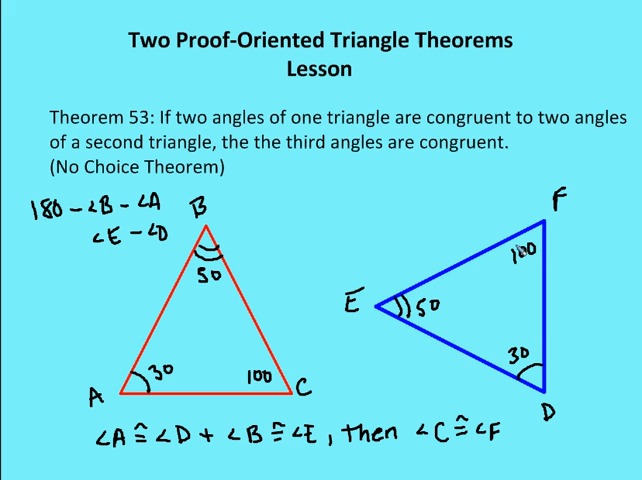 Two Proof-Oriented Triangle Theorems
Lesson
Theorem 53: If two angles of one triangle are congruent to two angles
of a second triangle, the the third angles are congruent.
(No Choice Theorem)
180 - ∠B - ∠A
∠E - ∠D
B
50
A
30
100
C
F
100
E
50
30
D
∠A ≅ ∠D + ∠B ≅ ∠E, then ∠C ≅ ∠F